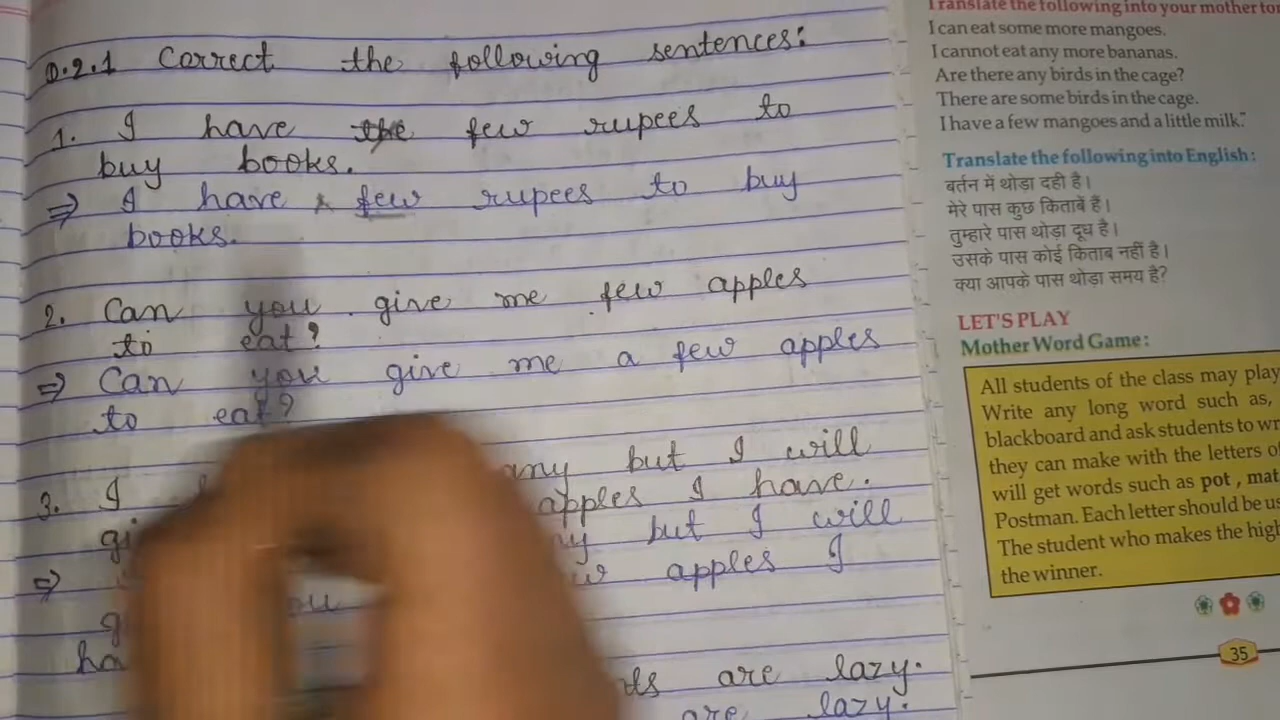 Q.2.1 Correct the following sentences:
1. I have the few rupees to
buy books.
⇒ I have few rupees to buy
books.
2. Can you give me few apples
to eat?
⇒ Can you give me a few apples
to eat?
3. I but I will
apples I have.
⇒ but I will
apples I
are lazy.
are lazy.
Translate the following into your mother
I can eat some more mangoes.
I cannot eat any more bananas.
Are there any birds in the cage?
There are some birds in the cage.
I have a few mangoes and a little milk."
Translate the following into English:
बर्तन में थोड़ा दही है।
मेरे पास कुछ किताबें हैं।
तुम्हारे पास थोड़ा दूध है।
उसके पास कोई किताब नहीं है।
क्या आपके पास थोड़ा समय है?
LET'S PLAY
Mother Word Game:
All students of the class may play
Write any long word such as,
blackboard and ask students to
they can make with the letters
will get words such as pot, mat
Postman. Each letter should be
The student who makes the
the winner.
35